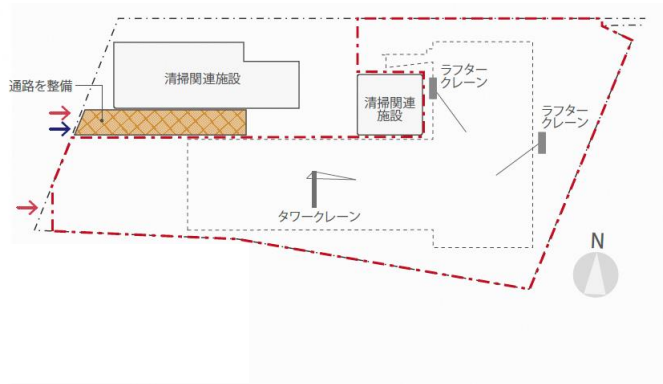 通路を整備
清掃関連施設
清掃関連
施設
ラフター
クレーン
ラフター
クレーン
タワークレーン
N